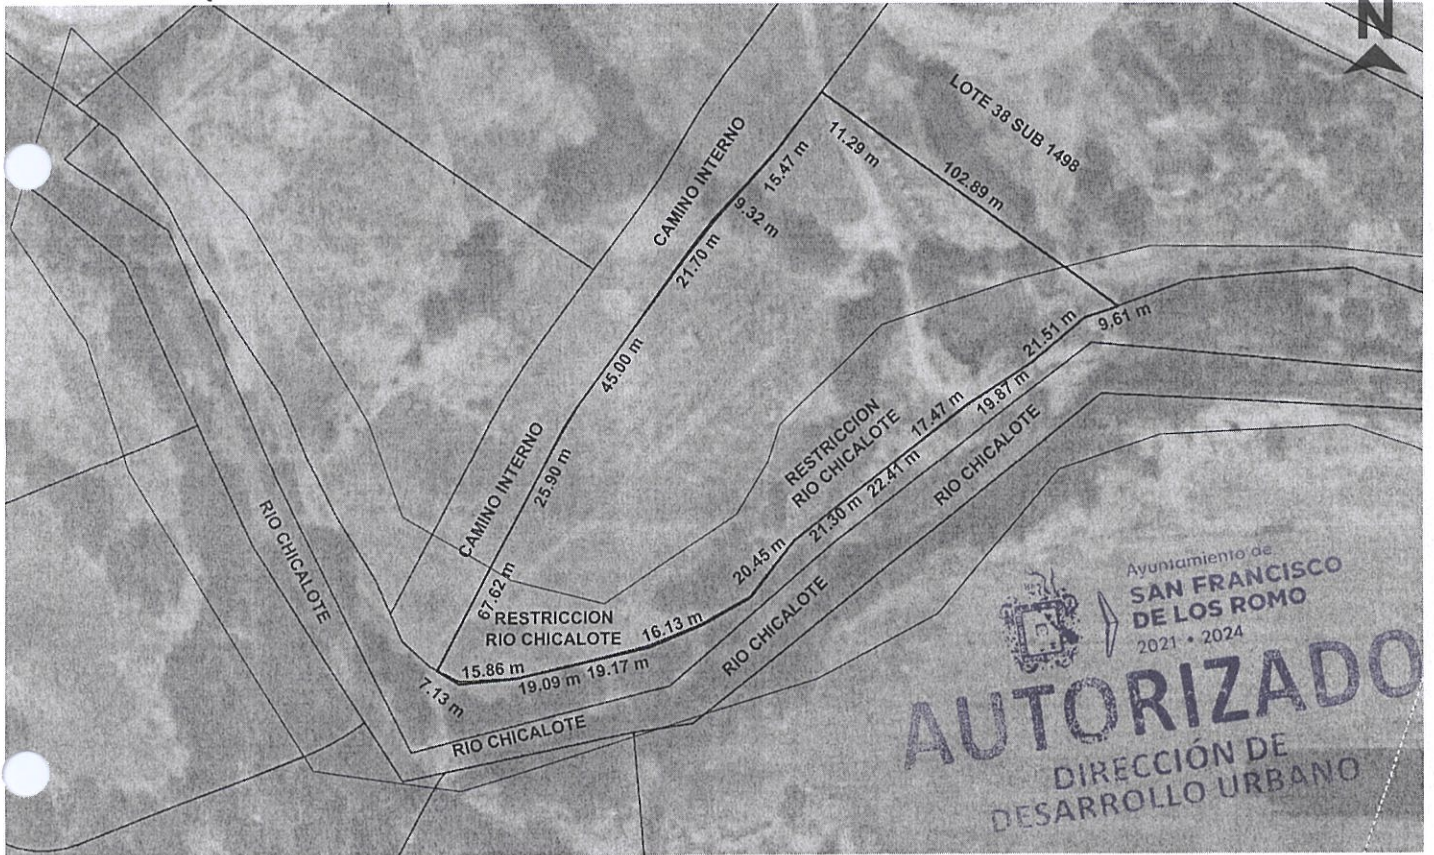 N
LOTE 38 SUB 1498
11.29 m
102.89 m
CAMINO INTERNO
15.47 m
9.32 m
21.70 m
45.00 m
25.90 m
CAMINO INTERNO
67.62 m
RESTRICCION
RIO CHICALOTE
9.61 m
21.51 m
19.87 m
17.47 m
22.41 m
21.30 m
20.45 m
RESTRICCION
RIO CHICALOTE
16.13 m
15.86 m
19.09 m
19.17 m
7.13 m
RIO CHICALOTE
RIO CHICALOTE
RIO CHICALOTE
RIO CHICALOTE
Ayuntamiento de
SAN FRANCISCO
DE LOS ROMO
2021 • 2024
AUTORIZADO
DIRECCIÓN DE
DESARROLLO URBANO